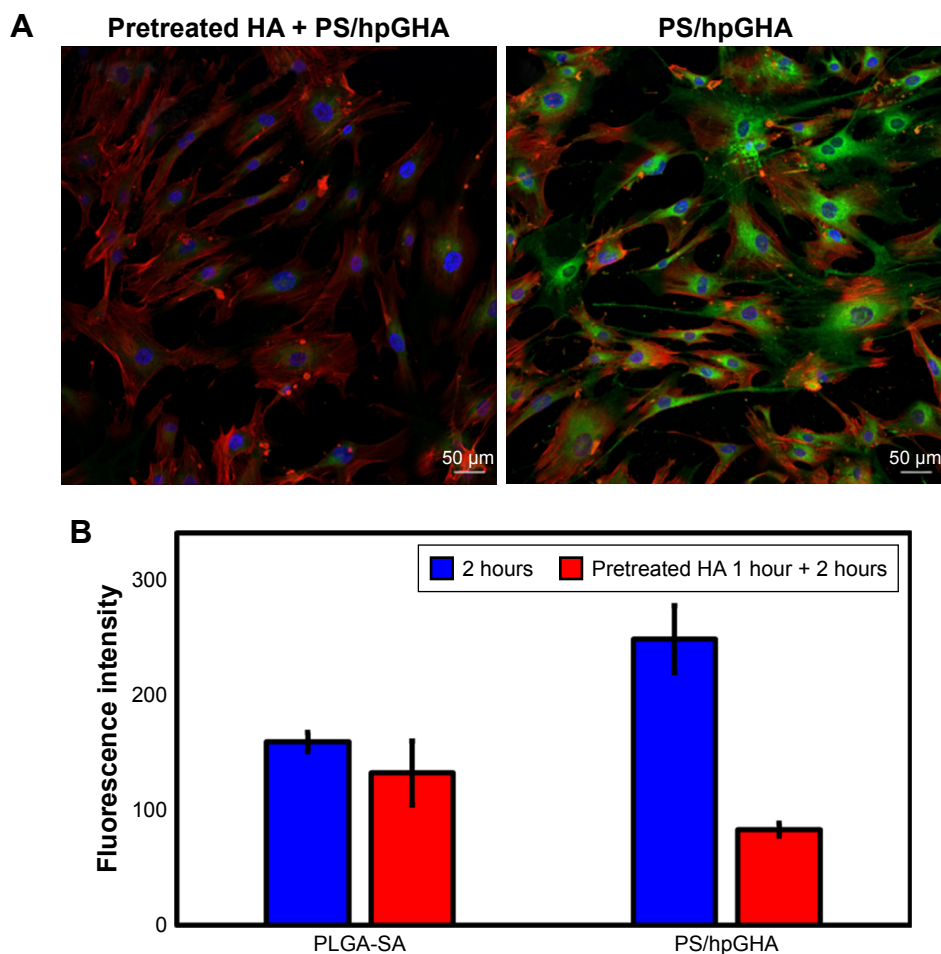 A
Pretreated HA + PS/hpGHA
PS/hpGHA
50 µm
50 µm
B
Fluorescence intensity
300
200
100
0
2 hours
Pretreated HA 1 hour + 2 hours
PLGA-SA
PS/hpGHA